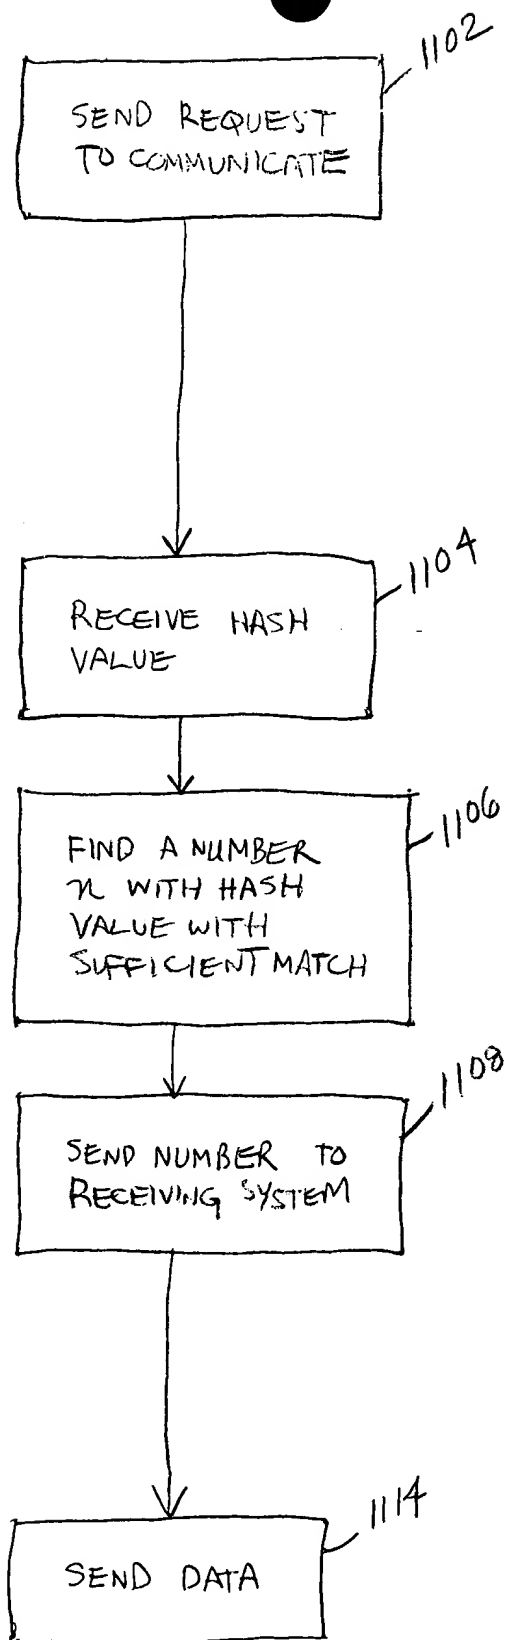 1102
SEND REQUEST
TO COMMUNICATE
1104
RECEIVE HASH
VALUE
1106
FIND A NUMBER
n WITH HASH
VALUE WITH
SUFFICIENT MATCH
1108
SEND NUMBER TO
RECEIVING SYSTEM
1114
SEND DATA